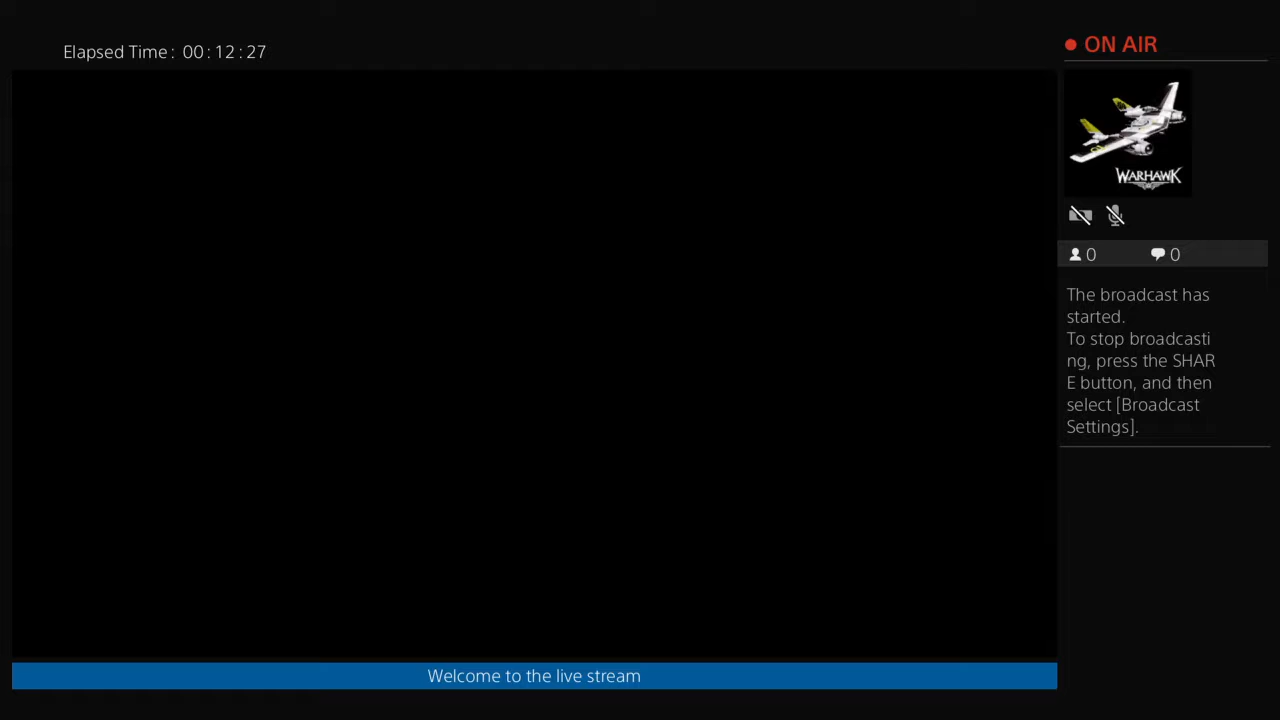 Elapsed Time: 00:12:27
ON AIR
WARHAWK
0 0
The broadcast has
started.
To stop broadcasti
ng, press the SHAR
E button, and then
select [Broadcast
Settings].
Welcome to the live stream